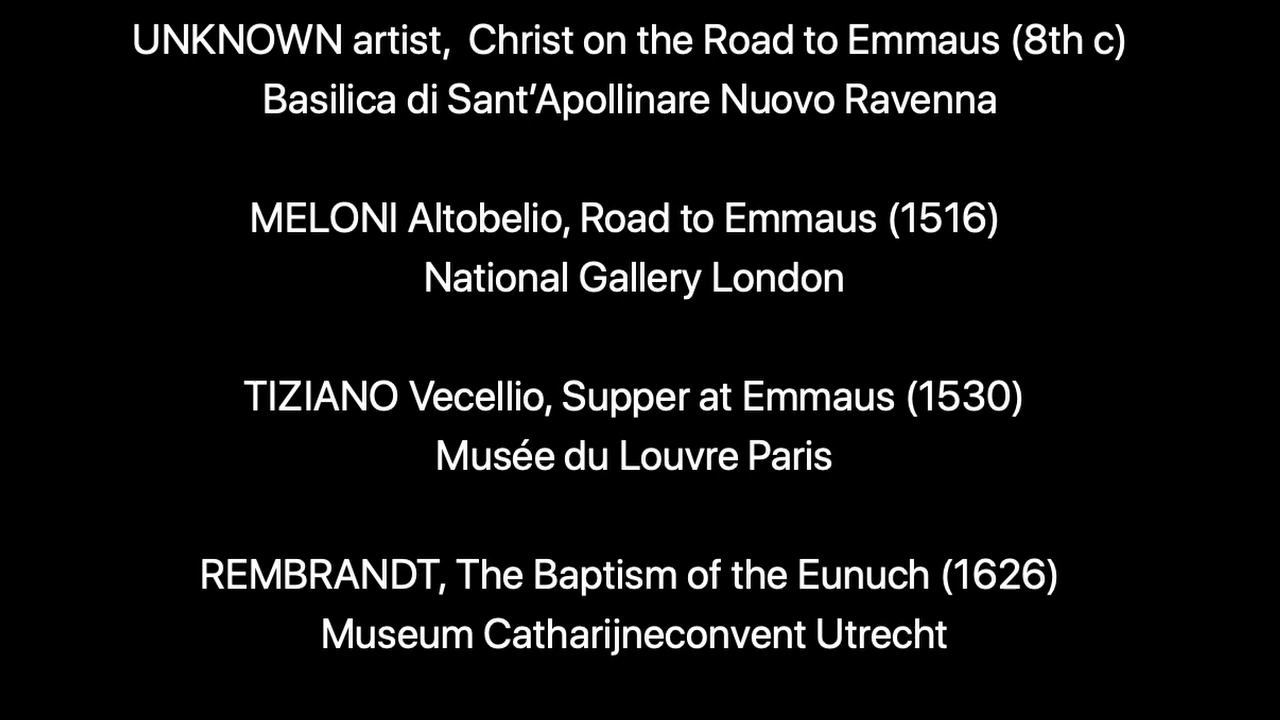 UNKNOWN artist,  Christ on the Road to Emmaus (8th c)
Basilica di Sant’Apollinare Nuovo Ravenna
MELONI Altobelio, Road to Emmaus (1516)
National Gallery London
TIZIANO Vecellio, Supper at Emmaus (1530)
Musée du Louvre Paris
REMBRANDT, The Baptism of the Eunuch (1626)
Museum Catharijneconvent Utrecht